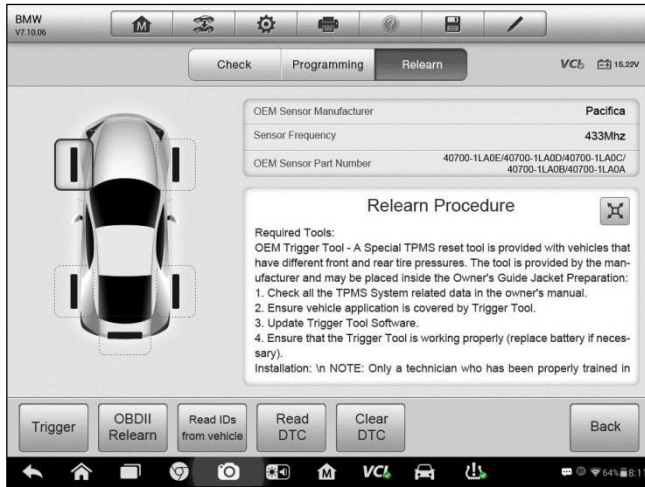 BMW
V7.10.06
Check
Programming
Relearn
VCI
15.22V
OEM Sensor Manufacturer
Pacifica
Sensor Frequency
433Mhz
OEM Sensor Part Number
40700-1LA0E/40700-1LA0D/40700-1LA0C/
40700-1LA0B/40700-1LA0A
Relearn Procedure
Required Tools:
OEM Trigger Tool - A Special TPMS reset tool is provided with vehicles that
have different front and rear tire pressures. The tool is provided by the man-
ufacturer and may be placed inside the Owner's Guide Jacket Preparation:
1. Check all the TPMS System related data in the owner's manual.
2. Ensure vehicle application is covered by Trigger Tool.
3. Update Trigger Tool Software.
4. Ensure that the Trigger Tool is working properly (replace battery if neces-
sary).
Installation: \n NOTE: Only a technician who has been properly trained in
Trigger
OBDII
Relearn
Read IDs
from vehicle
Read
DTC
Clear
DTC
Back
M
VCI
64%
8:11